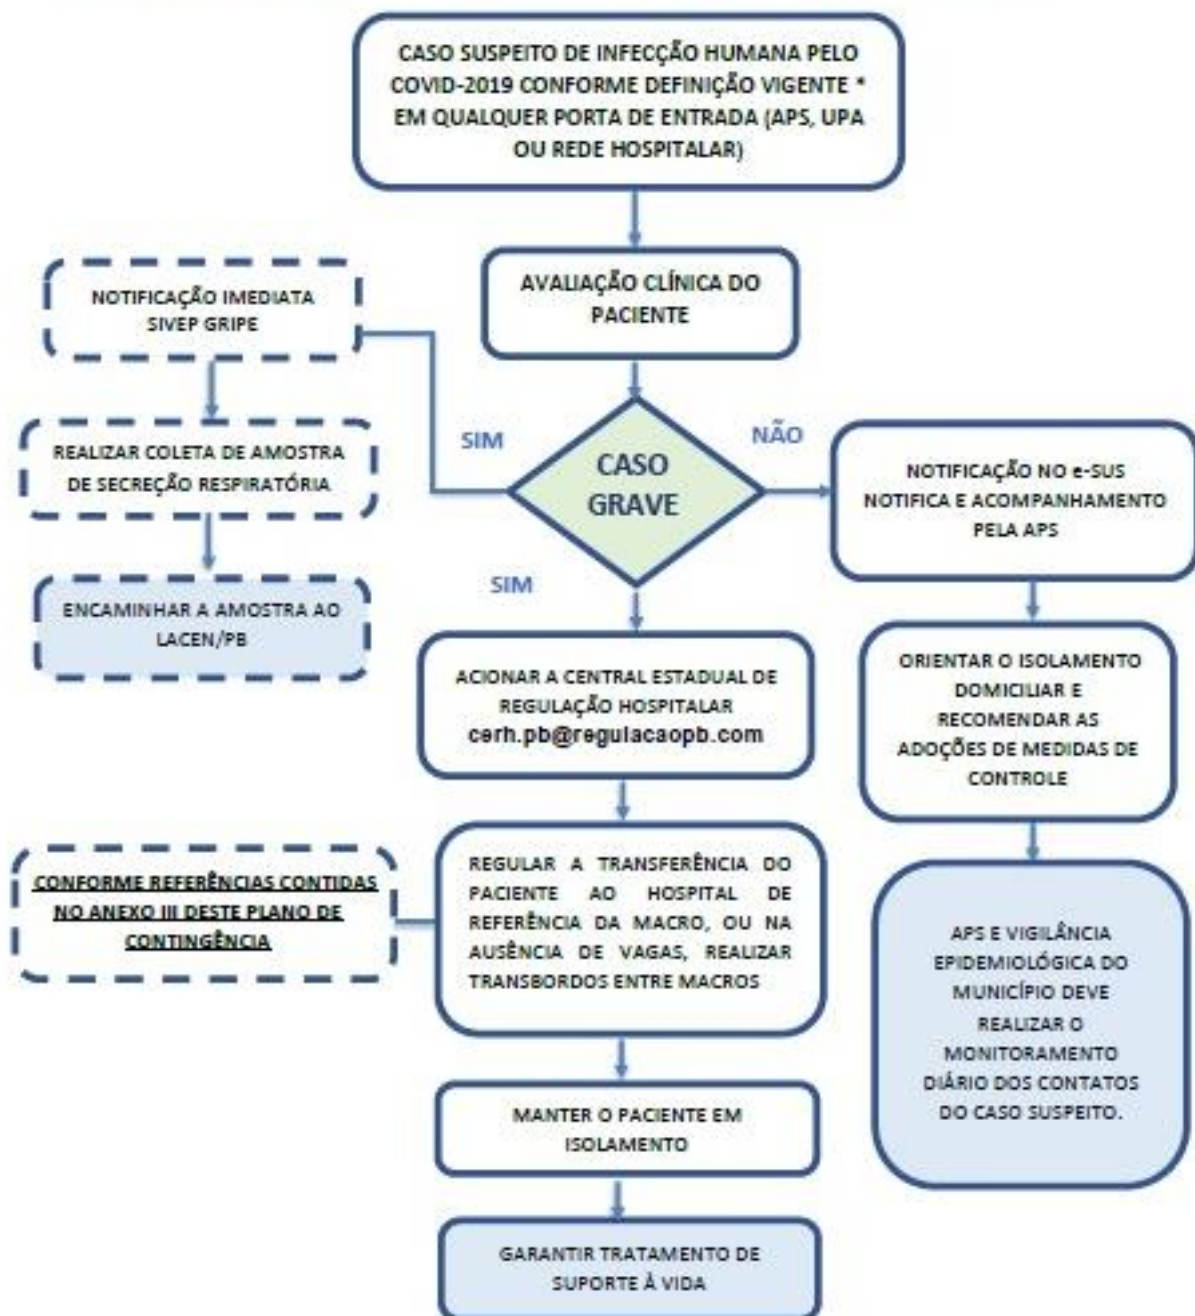 CASO SUSPEITO DE INFECÇÃO HUMANA PELO
COVID-2019 CONFORME DEFINIÇÃO VIGENTE *
EM QUALQUER PORTA DE ENTRADA (APS, UPA
OU REDE HOSPITALAR)
AVALIAÇÃO CLÍNICA DO
PACIENTE
NOTIFICAÇÃO IMEDIATA
SIVEP GRIPE
REALIZAR COLETA DE AMOSTRA
DE SECREÇÃO RESPIRATÓRIA
ENCAMINHAR A AMOSTRA AO
LACEN/PB
SIM
CASO
GRAVE
NÃO
NOTIFICAÇÃO NO e-SUS
NOTIFICA E ACOMPANHAMENTO
PELA APS
SIM
ACIONAR A CENTRAL ESTADUAL DE
REGULAÇÃO HOSPITALAR
cerh.pb@regulacaopb.com
ORIENTAR O ISOLAMENTO
DOMICILIAR E
RECOMENDAR AS
ADOÇÕES DE MEDIDAS DE
CONTROLE
CONFORME REFERÊNCIAS CONTIDAS
NO ANEXO III DESTE PLANO DE
CONTINGÊNCIA
REGULAR A TRANSFERÊNCIA DO
PACIENTE AO HOSPITAL DE
REFERÊNCIA DA MACRO, OU NA
AUSÊNCIA DE VAGAS, REALIZAR
TRANSBORDOS ENTRE MACROS
APS E VIGILÂNCIA
EPIDEMIOLÓGICA DO
MUNICÍPIO DEVE
REALIZAR O
MONITORAMENTO
DIÁRIO DOS CONTATOS
DO CASO SUSPEITO.
MANTER O PACIENTE EM
ISOLAMENTO
GARANTIR TRATAMENTO DE
SUPORTE À VIDA